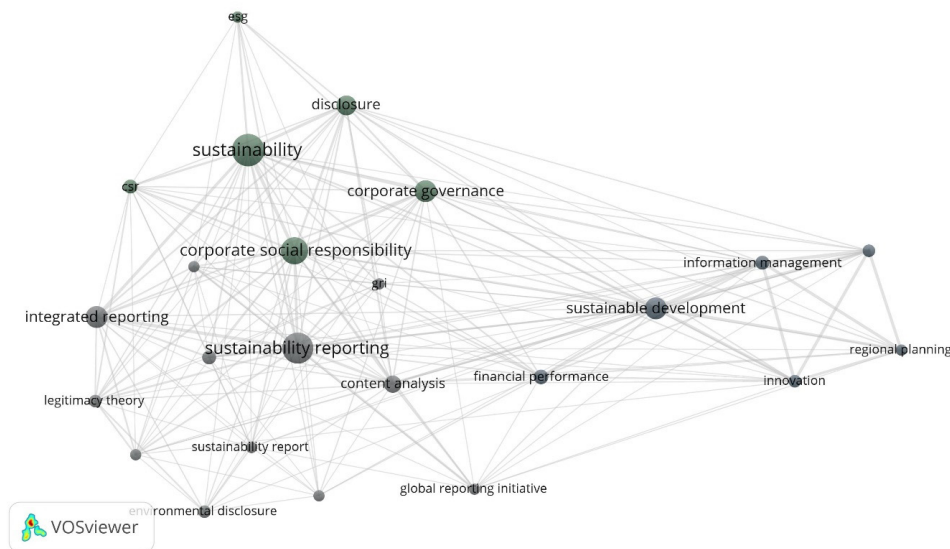 esg
disclosure
sustainability
csr
corporate governance
corporate social responsibility
information management
gri
sustainable development
integrated reporting
sustainability reporting
regional planning
content analysis
financial performance
innovation
legitimacy theory
sustainability report
global reporting initiative
environmental disclosure
VOSviewer